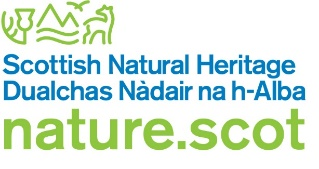 Scottish Natural Heritage
Dualchas Nàdair na h-Alba
nature.scot